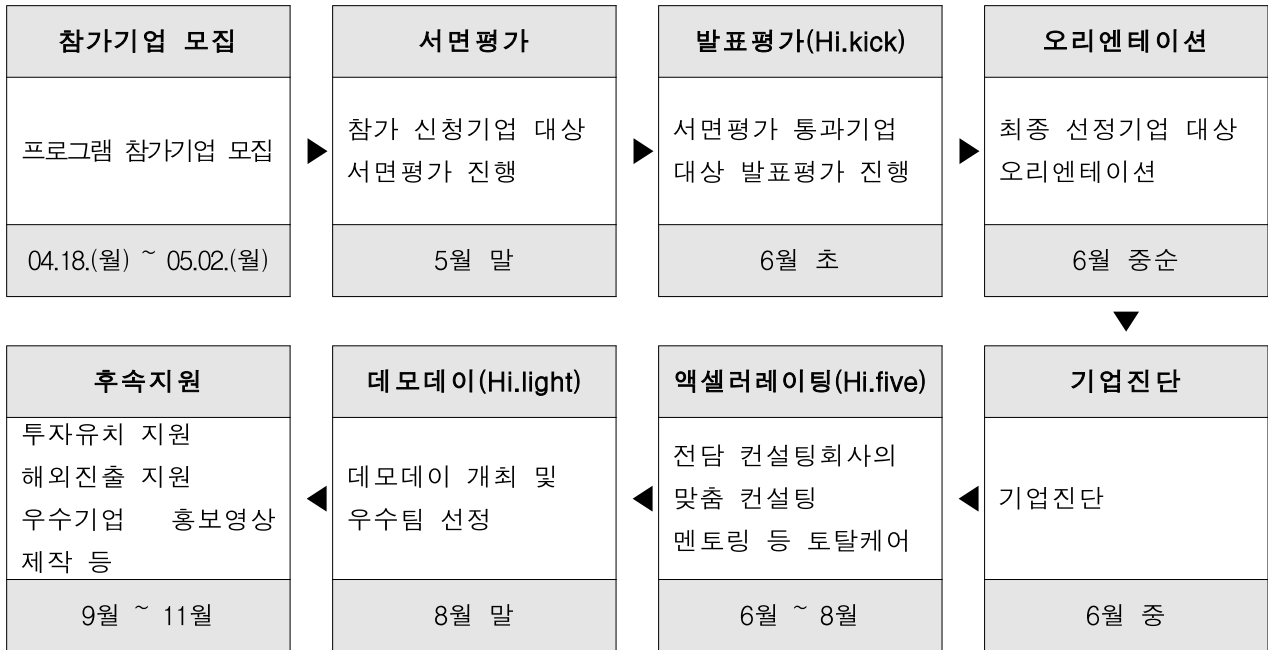 참가기업 모집
프로그램 참가기업 모집
04.18.(월) ~ 05.02.(월)
서면평가
참가 신청기업 대상
서면평가 진행
5월 말
발표평가(Hi.kick)
서면평가 통과기업
대상 발표평가 진행
6월 초
오리엔테이션
최종 선정기업 대상
오리엔테이션
6월 중순
기업진단
기업진단
6월 중
액셀러레이팅(Hi.five)
전담 컨설팅회사의
맞춤 컨설팅
멘토링 등 토탈케어
6월 ~ 8월
데모데이(Hi.light)
데모데이 개최 및
우수팀 선정
8월 말
후속지원
투자유치 지원
해외진출 지원
우수기업 홍보영상
제작 등
9월 ~ 11월